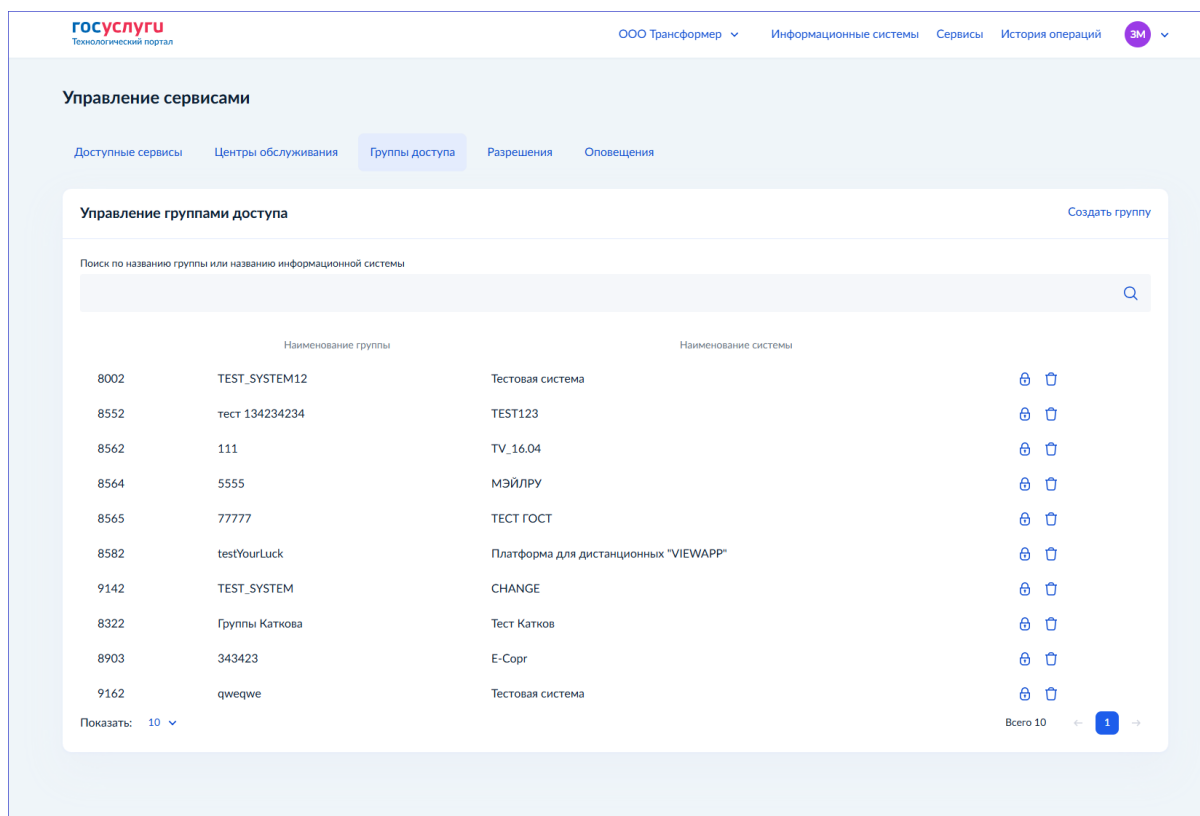 госуслуги
Технологический портал
ООО Трансформер Информационные системы Сервисы История операций ЗМ
Управление сервисами
Доступные сервисы Центры обслуживания Группы доступа Разрешения Оповещения
Управление группами доступа Создать группу
Поиск по названию группы или названию информационной системы
Наименование группы Наименование системы
8002 TEST_SYSTEM12 Тестовая система
8552 тест 134234234 TEST123
8562 111 TV_16.04
8564 5555 МЭЙЛРУ
8565 77777 ТЕСТ ГОСТ
8582 testYourLuck Платформа для дистанционных "VIEWAPP"
9142 TEST_SYSTEM CHANGE
8322 Группы Каткова Тест Катков
8903 343423 Е-Сорг
9162 qweqwe Тестовая система
Показать: 10 Всего 10 ← 1 →